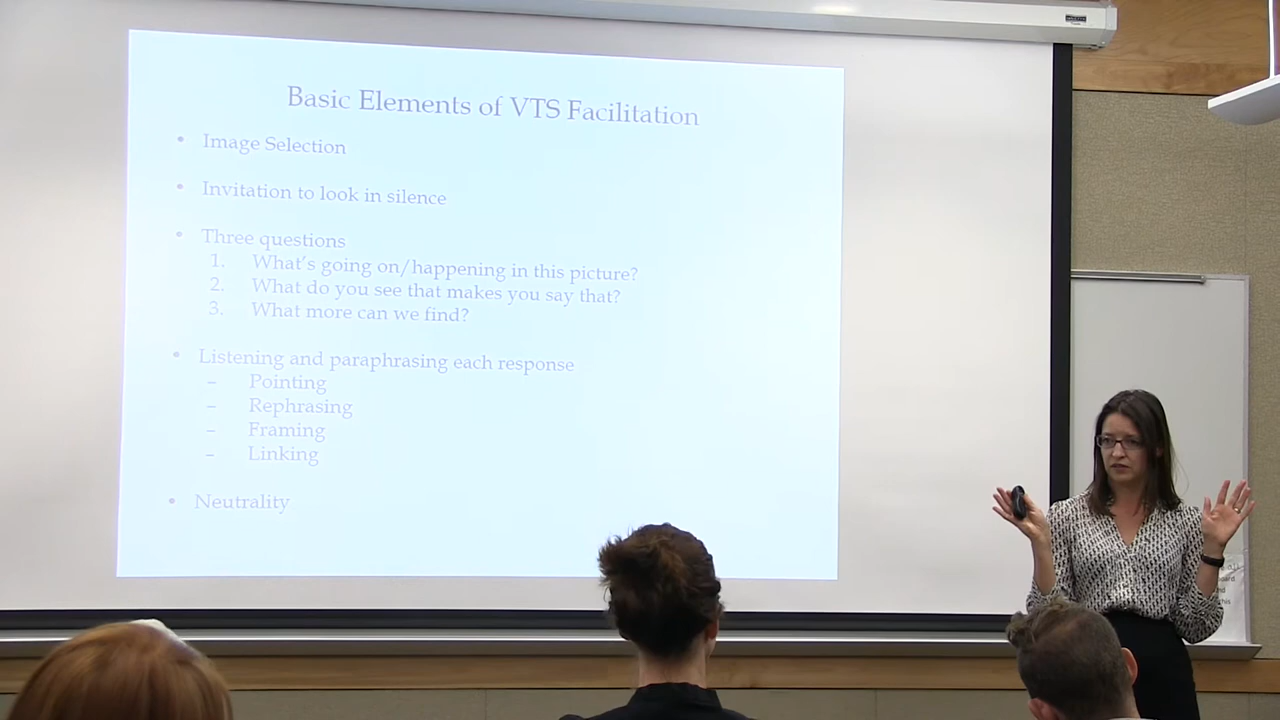 Basic Elements of VTS Facilitation
• Image Selection
• Invitation to look in silence
• Three questions
1. What's going on/happening in this picture?
2. What do you see that makes you say that?
3. What more can we find?
• Listening and paraphrasing each response
– Pointing
– Rephrasing
– Framing
– Linking
• Neutrality